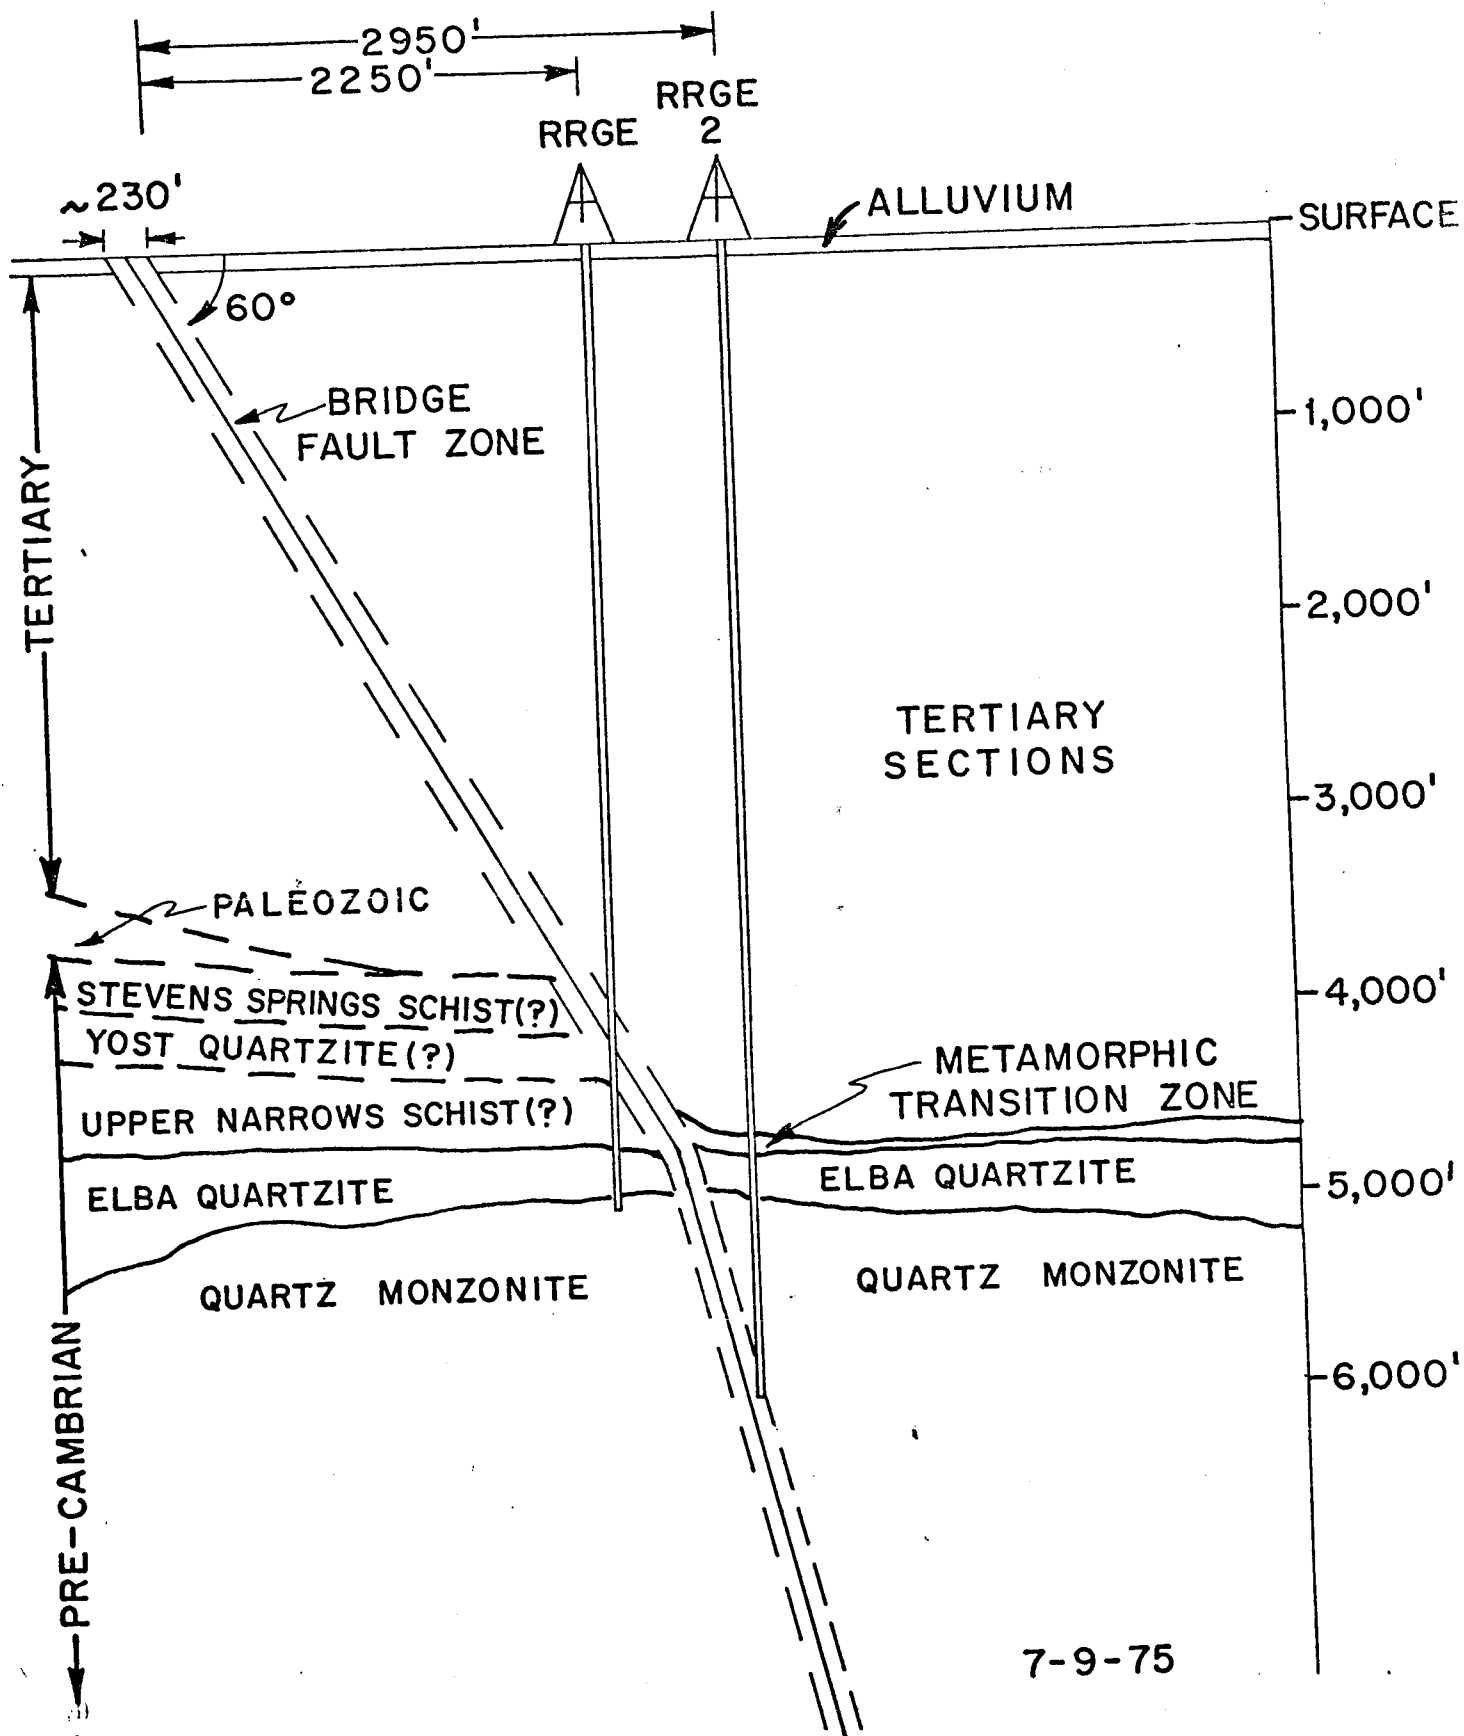 2950'
2250'
RRGE
RRGE
2
~230'
ALLUVIUM
SURFACE
60°
BRIDGE
FAULT ZONE
1,000'
TERTIARY
2,000'
TERTIARY
SECTIONS
3,000'
PALEOZOIC
4,000'
STEVENS SPRINGS SCHIST(?)
YOST QUARTZITE(?)
METAMORPHIC
TRANSITION ZONE
UPPER NARROWS SCHIST(?)
ELBA QUARTZITE
ELBA QUARTZITE
5,000'
QUARTZ MONZONITE
QUARTZ MONZONITE
6,000'
PRE-CAMBRIAN
7-9-75